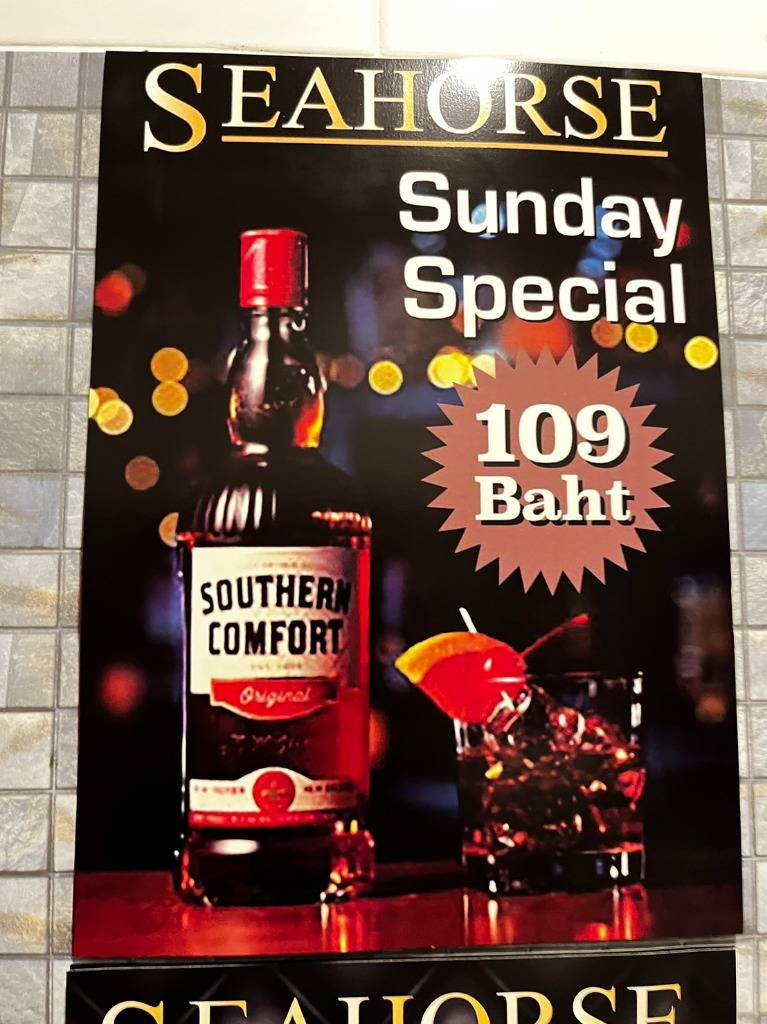 SEAHORSE
Sunday
Special
109
Baht
SOUTHERN
COMFORT
Original
SEAHORSE